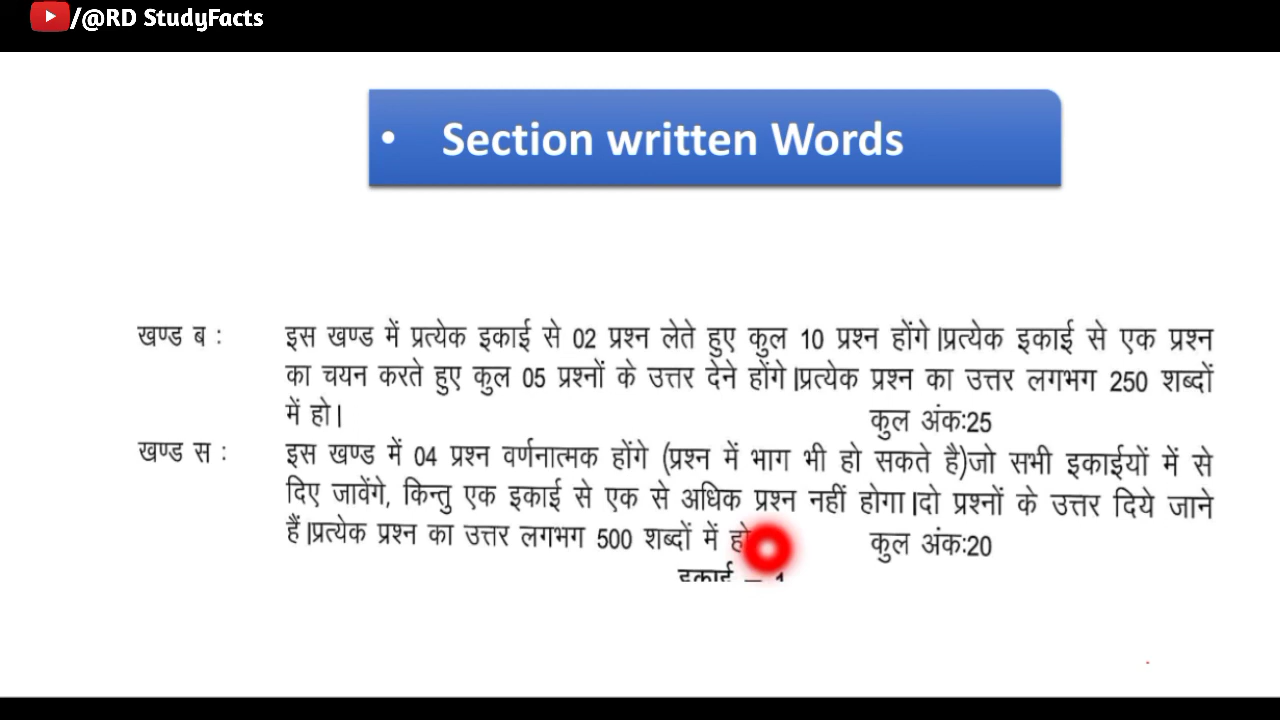 /@RD StudyFacts
• Section written Words
खण्ड ब : इस खण्ड में प्रत्येक इकाई से 02 प्रश्न लेते हुए कुल 10 प्रश्न होंगे।प्रत्येक इकाई से एक प्रश्न
का चयन करते हुए कुल 05 प्रश्नों के उत्तर देने होंगे।प्रत्येक प्रश्न का उत्तर लगभग 250 शब्दों
में हो। कुल अंकः25
खण्ड स : इस खण्ड में 04 प्रश्न वर्णनात्मक होंगे (प्रश्न में भाग भी हो सकते है)जो सभी इकाईयों में से
दिए जावेंगे, किन्तु एक इकाई से एक से अधिक प्रश्न नहीं होगा।दो प्रश्नों के उत्तर दिये जाने
हैं।प्रत्येक प्रश्न का उत्तर लगभग 500 शब्दों में हो कुल अंकः20
इकाई – 1